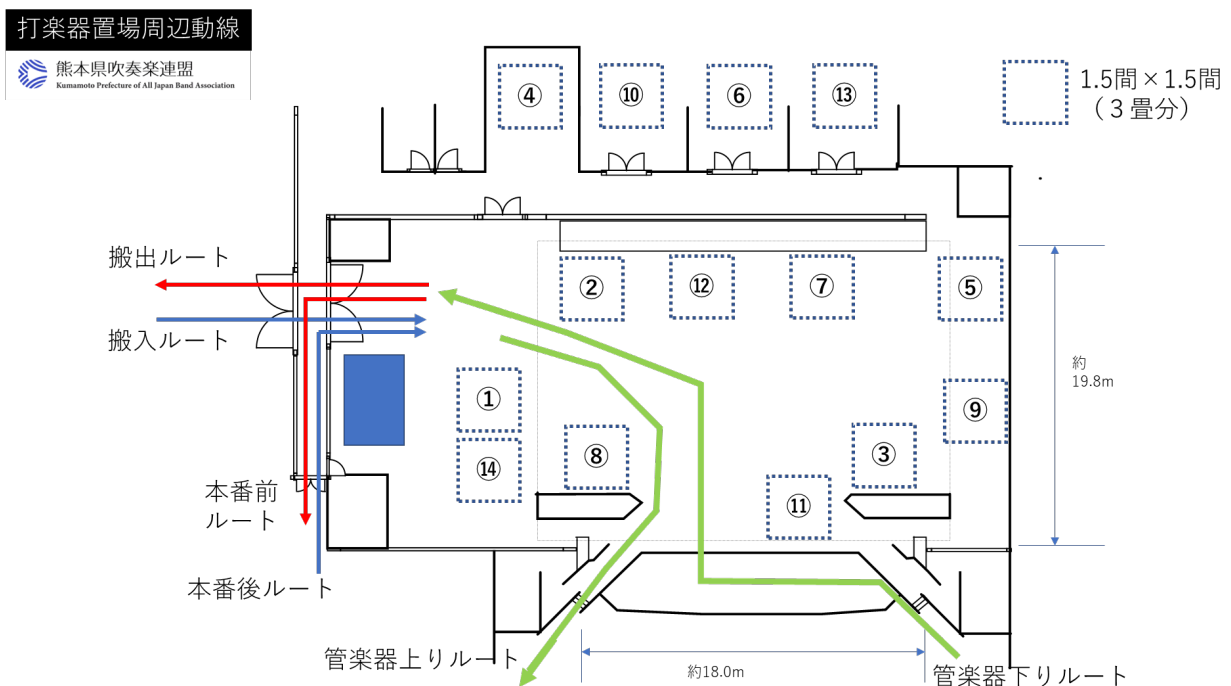 打楽器置場周辺動線
熊本県吹奏楽連盟
Kumamoto Prefecture of All Japan Band Association
④
⑩
⑥
⑬
1.5間×1.5間
（３畳分）
搬出ルート
搬入ルート
②
⑫
⑦
⑤
約
19.8m
①
⑨
⑧
③
⑭
⑪
本番前
ルート
本番後ルート
管楽器上りルート
約18.0m
管楽器下りルート